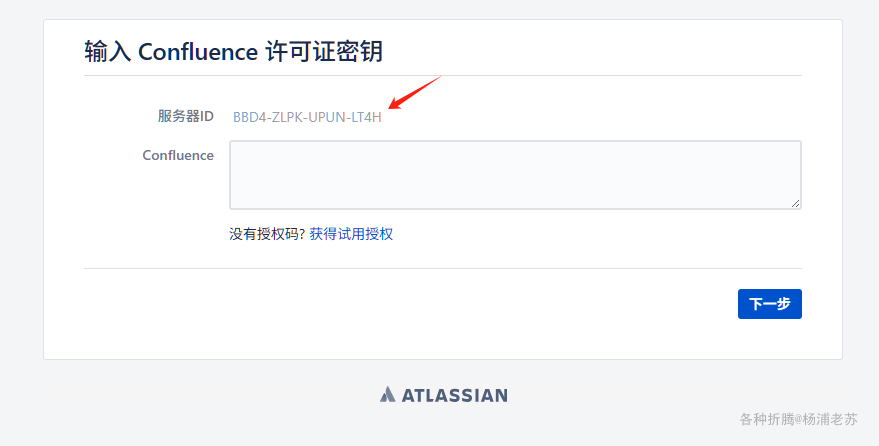 输入 Confluence 许可证密钥
服务器ID BBD4-ZLPK-UPUN-LT4H
Confluence
没有授权码? 获得试用授权
下一步
ATLASSIAN
各种折腾@杨浦老苏